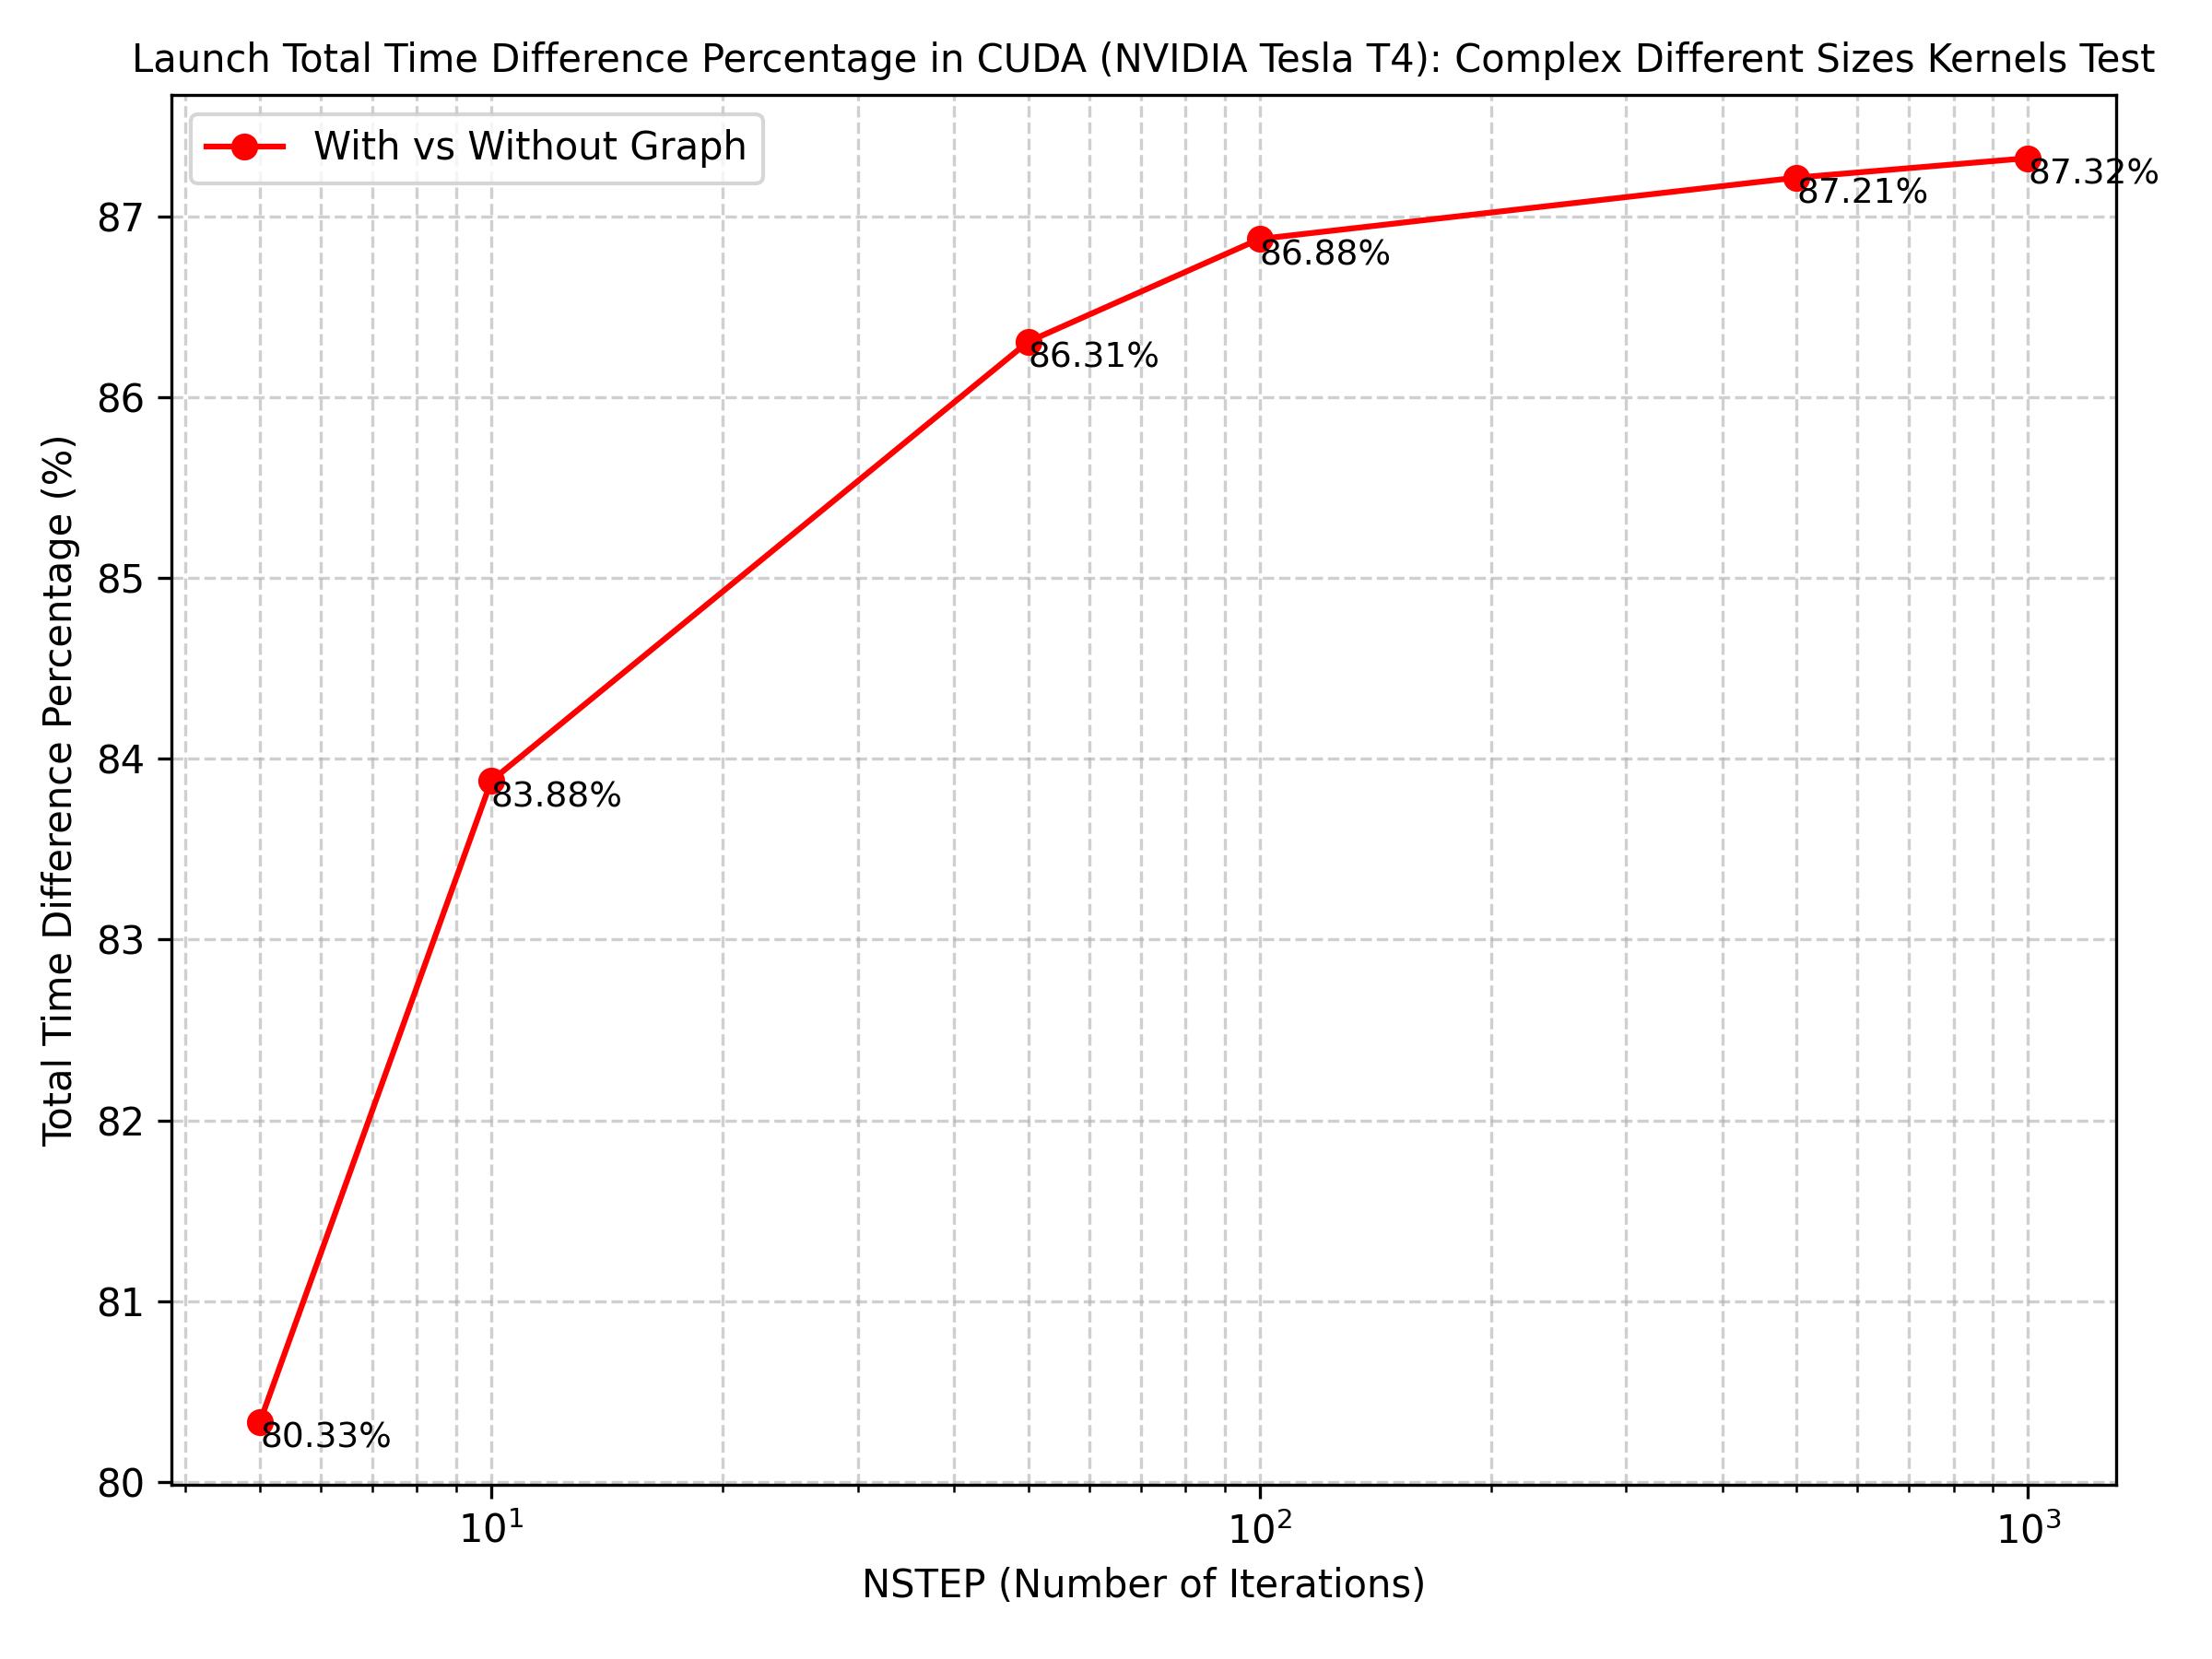 Launch Total Time Difference Percentage in CUDA (NVIDIA Tesla T4): Complex Different Sizes Kernels Test
With vs Without Graph
87.32%
87.21%
87
86.88%
86.31%
86
Total Time Difference Percentage (%)
85
84
83.88%
83
82
81
80.33%
80
10¹ 10² 10³
NSTEP (Number of Iterations)